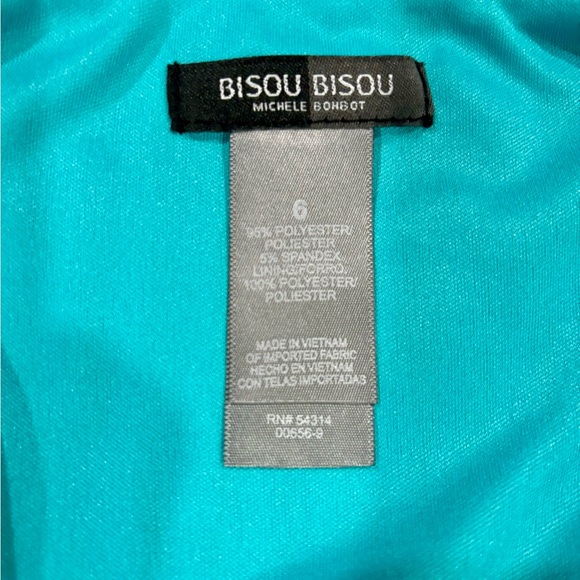 BISOU BISOU
MICHELE BOHBOT
6
95% POLYESTER/
POLIESTER
5% SPANDEX
LINING/FORRO:
100% POLYESTER/
POLIESTER
MADE IN VIETNAM
OF IMPORTED FABRIC
HECHO EN VIETNAM
CON TELAS IMPORTADAS
RN# 54314
00656-9